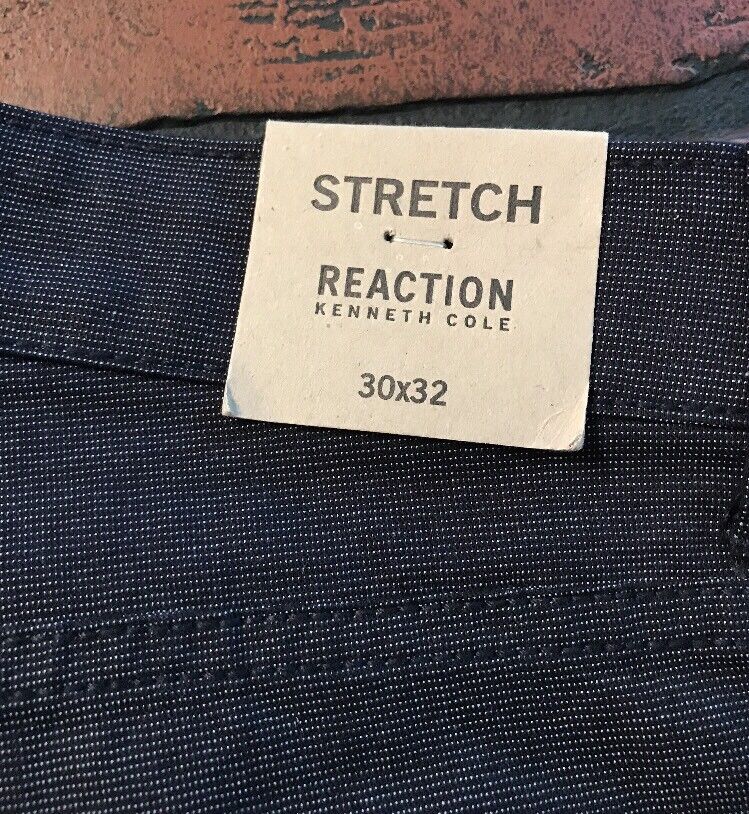 STRETCH
REACTION
KENNETH COLE
30x32